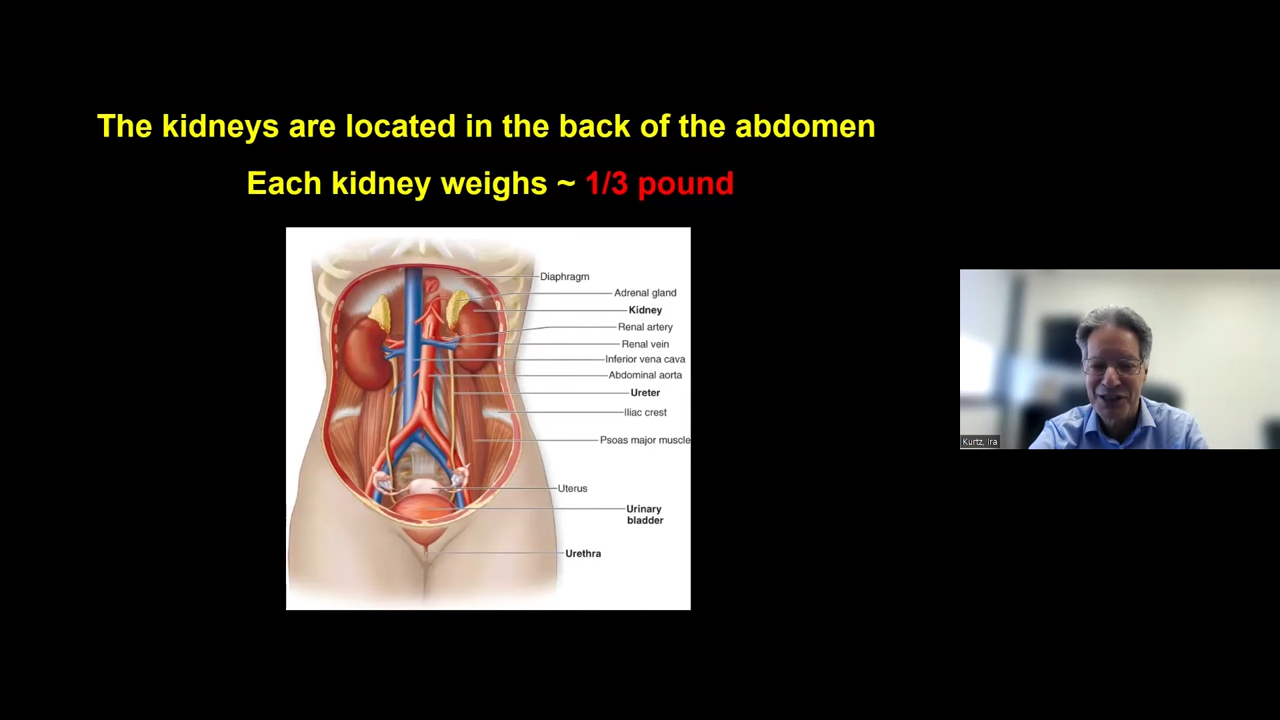 The kidneys are located in the back of the abdomen
Each kidney weighs ~ 1/3 pound
Diaphragm
Adrenal gland
Kidney
Renal artery
Renal vein
Inferior vena cava
Abdominal aorta
Ureter
Iliac crest
Psoas major muscle
Uterus
Urinary
bladder
Urethra
Kurtz, Ira